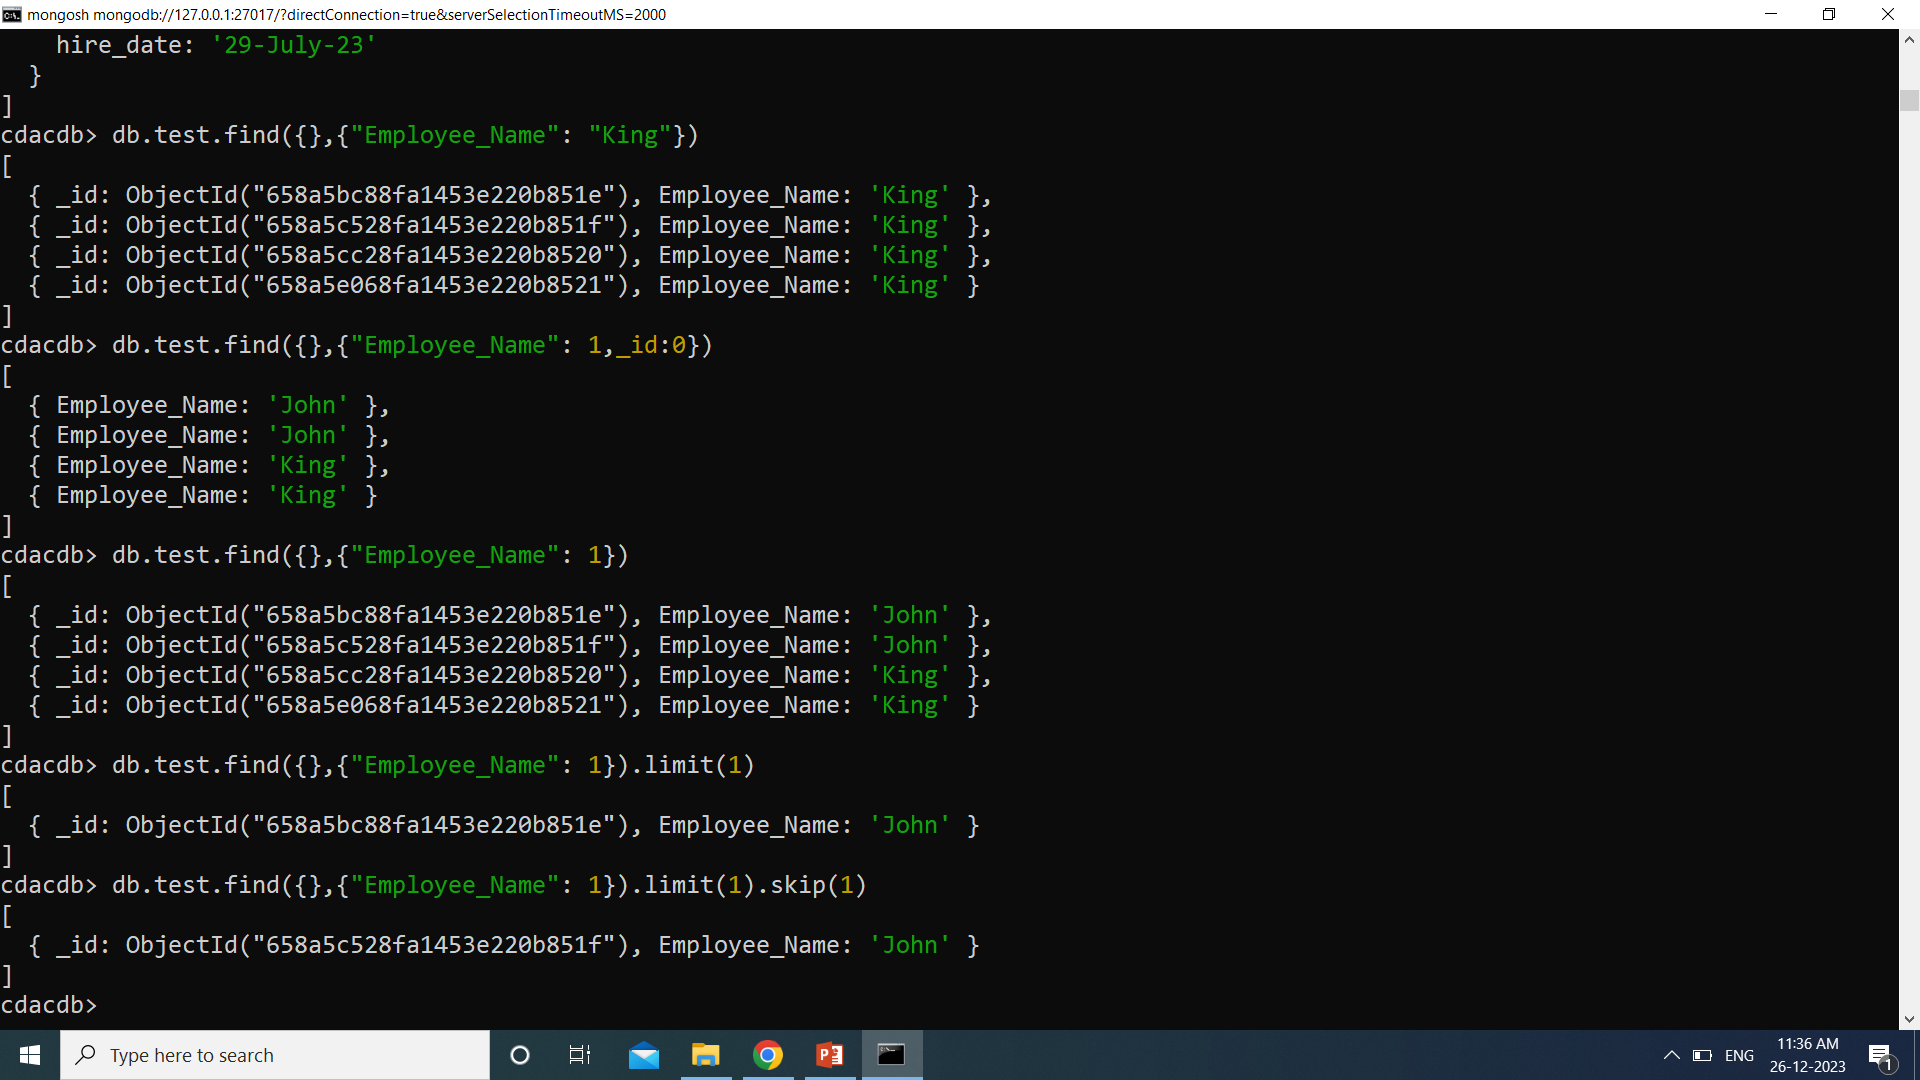 mongosh mongodb://127.0.0.1:27017/?directConnection=true&serverSelectionTimeoutMS=2000
    hire_date: '29-July-23'
  }
]
cdacdb> db.test.find({},{"Employee_Name": "King"})
[
  { _id: ObjectId("658a5bc88fa1453e220b851e"), Employee_Name: 'King' },
  { _id: ObjectId("658a5c528fa1453e220b851f"), Employee_Name: 'King' },
  { _id: ObjectId("658a5cc28fa1453e220b8520"), Employee_Name: 'King' },
  { _id: ObjectId("658a5e068fa1453e220b8521"), Employee_Name: 'King' }
]
cdacdb> db.test.find({},{"Employee_Name": 1,_id:0})
[
  { Employee_Name: 'John' },
  { Employee_Name: 'John' },
  { Employee_Name: 'King' },
  { Employee_Name: 'King' }
]
cdacdb> db.test.find({},{"Employee_Name": 1})
[
  { _id: ObjectId("658a5bc88fa1453e220b851e"), Employee_Name: 'John' },
  { _id: ObjectId("658a5c528fa1453e220b851f"), Employee_Name: 'John' },
  { _id: ObjectId("658a5cc28fa1453e220b8520"), Employee_Name: 'King' },
  { _id: ObjectId("658a5e068fa1453e220b8521"), Employee_Name: 'King' }
]
cdacdb> db.test.find({},{"Employee_Name": 1}).limit(1)
[
  { _id: ObjectId("658a5bc88fa1453e220b851e"), Employee_Name: 'John' }
]
cdacdb> db.test.find({},{"Employee_Name": 1}).limit(1).skip(1)
[
  { _id: ObjectId("658a5c528fa1453e220b851f"), Employee_Name: 'John' }
]
cdacdb>
Type here to search
ENG
11:36 AM
26-12-2023
1